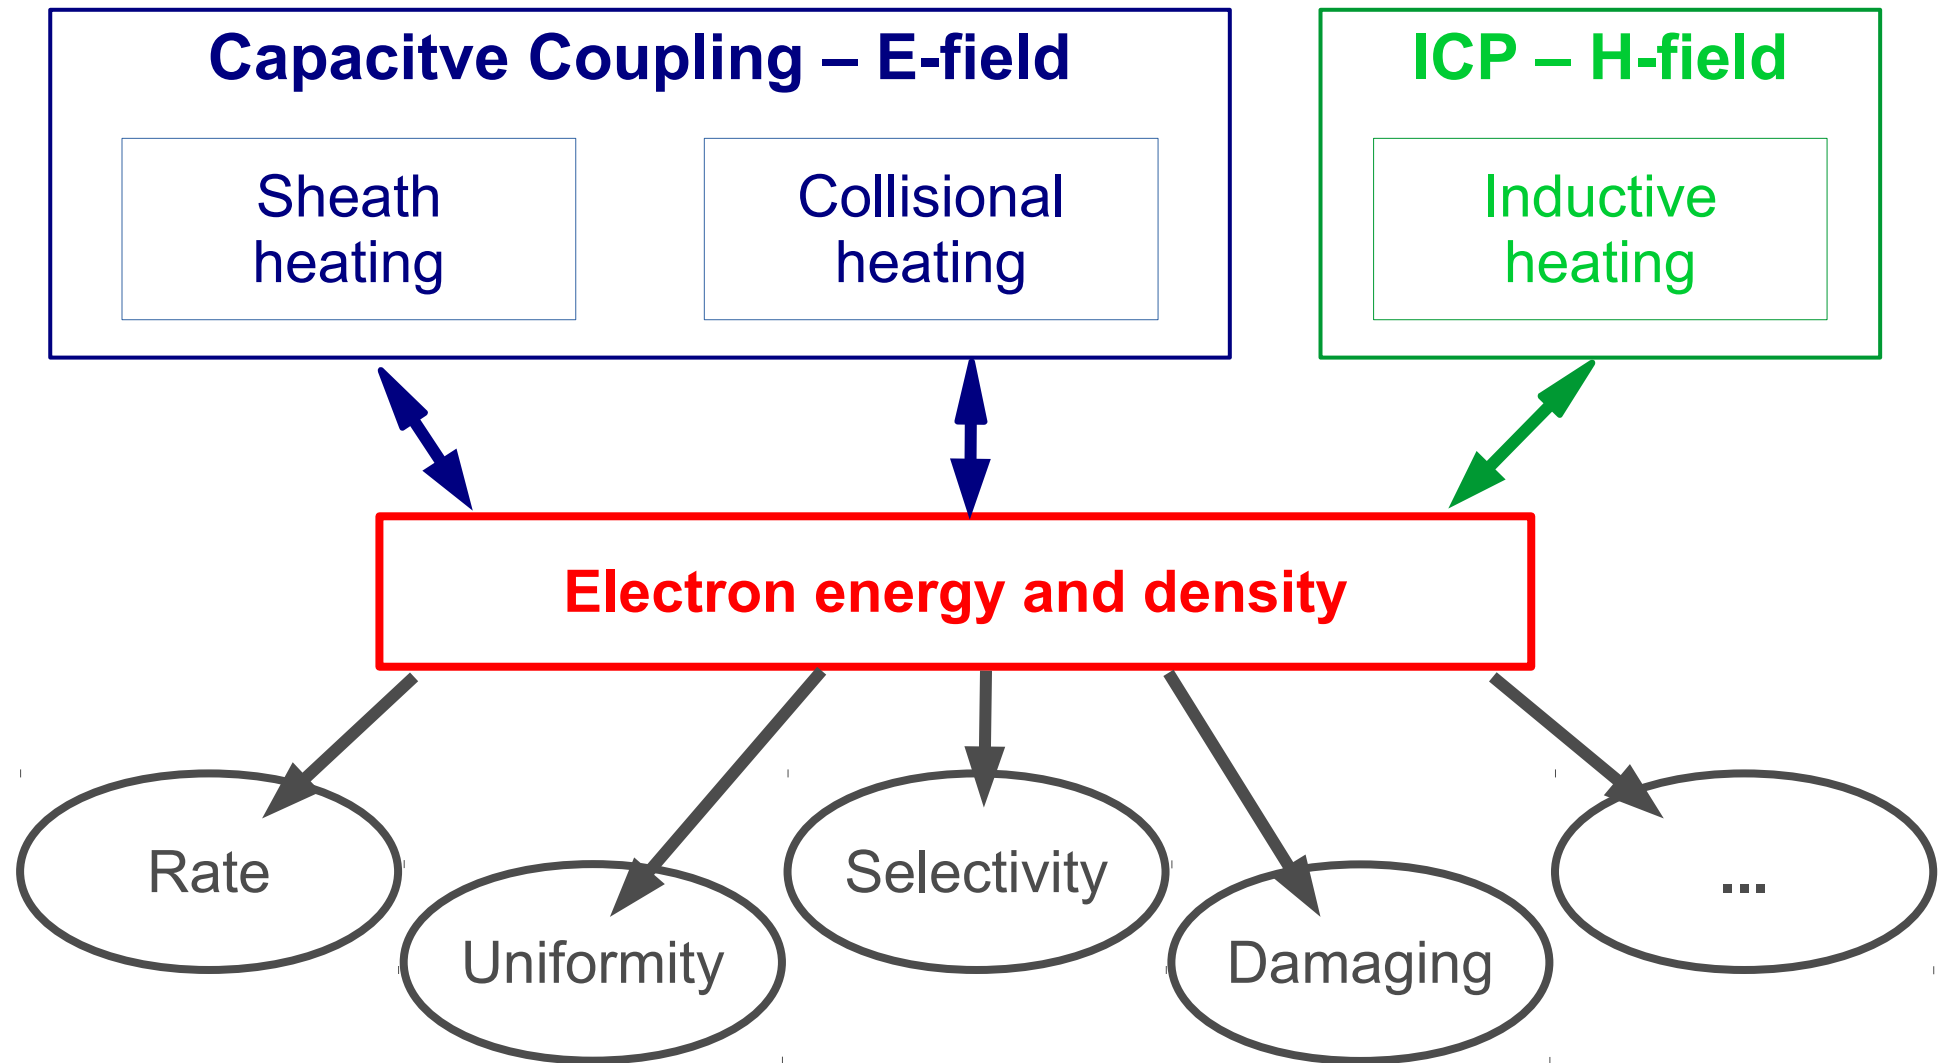 Capacitve Coupling – E-field
Sheath
heating
Collisional
heating
ICP – H-field
Inductive
heating
Electron energy and density
Rate
Uniformity
Selectivity
Damaging
...